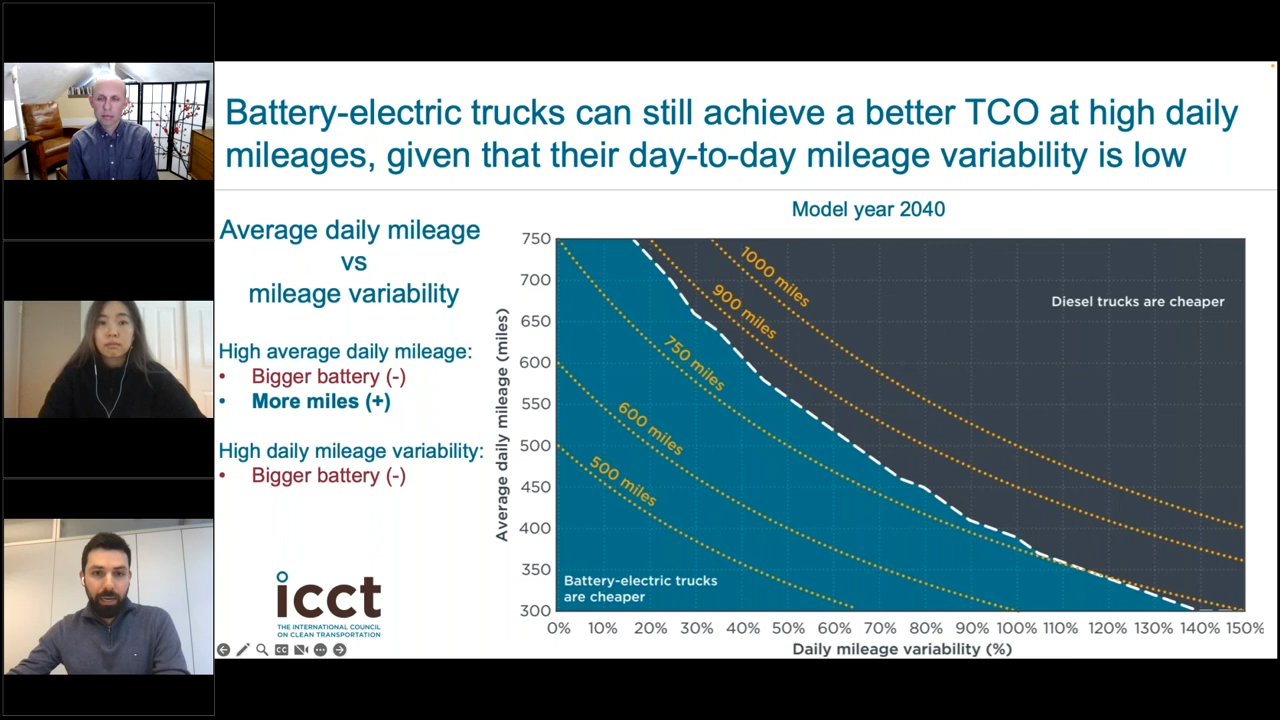 Battery-electric trucks can still achieve a better TCO at high daily
mileages, given that their day-to-day mileage variability is low
Average daily mileage
vs
mileage variability
High average daily mileage:
• Bigger battery (-)
• More miles (+)
High daily mileage variability:
• Bigger battery (-)
icct
THE INTERNATIONAL COUNCIL
ON CLEAN TRANSPORTATION
CC
Model year 2040
Average daily mileage (miles)
750
700
650
600
550
500
450
400
350
300
1000 miles
900 miles
750 miles
600 miles
500 miles
Diesel trucks are cheaper
Battery-electric trucks
are cheaper
0% 10% 20% 30% 40% 50% 60% 70% 80% 90% 100% 110% 120% 130% 140% 150%
Daily mileage variability (%)